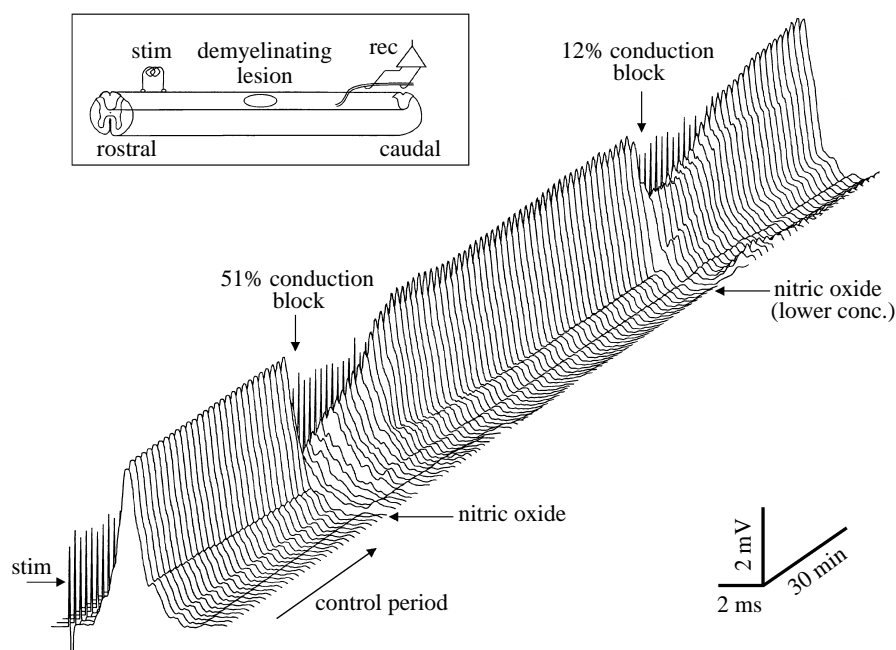 stim
demyelinating
lesion
rec
rostral
caudal
12% conduction
block
51% conduction
block
nitric oxide
(lower conc.)
nitric oxide
stim
control period
2 mV
30 min
2 ms